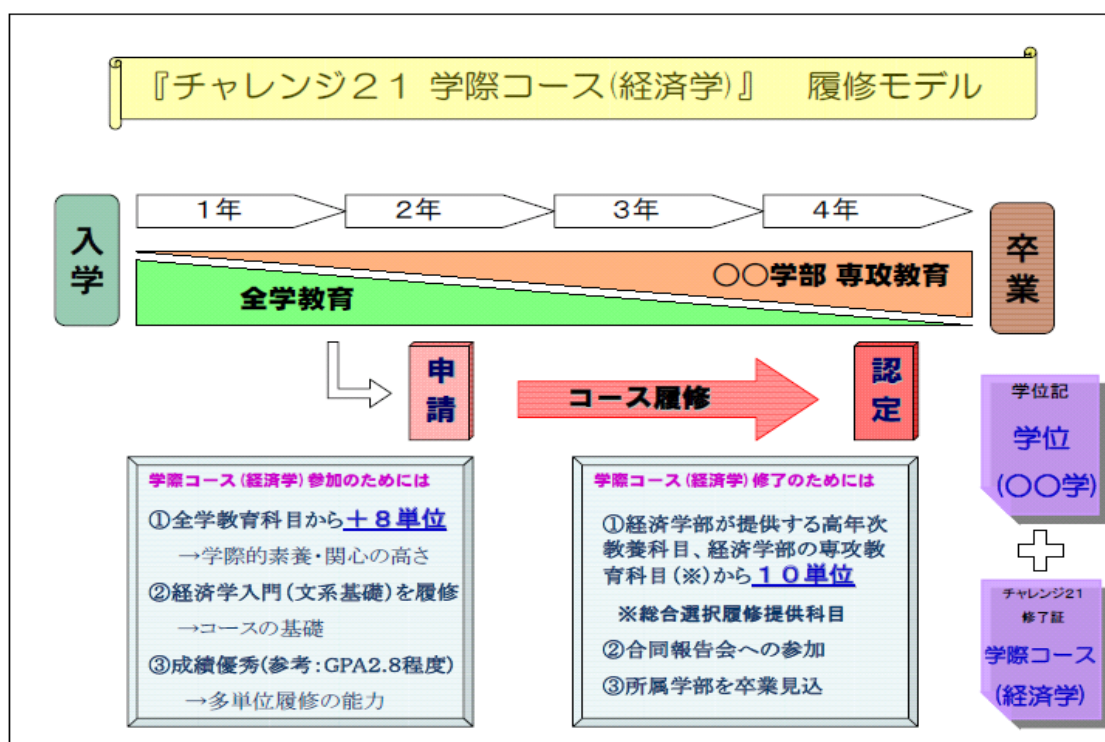 『チャレンジ21 学際コース(経済学)』　履修モデル
1年
2年
3年
4年
入学
卒業
○○学部 専攻教育
全学教育
申請
コース履修
認定
学際コース(経済学)参加のためには
①全学教育科目から＋8単位
→学際的素養・関心の高さ
②経済学入門(文系基礎)を履修
→コースの基礎
③成績優秀(参考:GPA2.8程度)
→多単位履修の能力
学際コース(経済学)修了のためには
①経済学部が提供する高年次
教養科目、経済学部の専攻教
育科目(※)から10単位
※総合選択履修提供科目
②合同報告会への参加
③所属学部を卒業見込
学位記
学位
(○○学)
チャレンジ21
修了証
学際コース
(経済学)